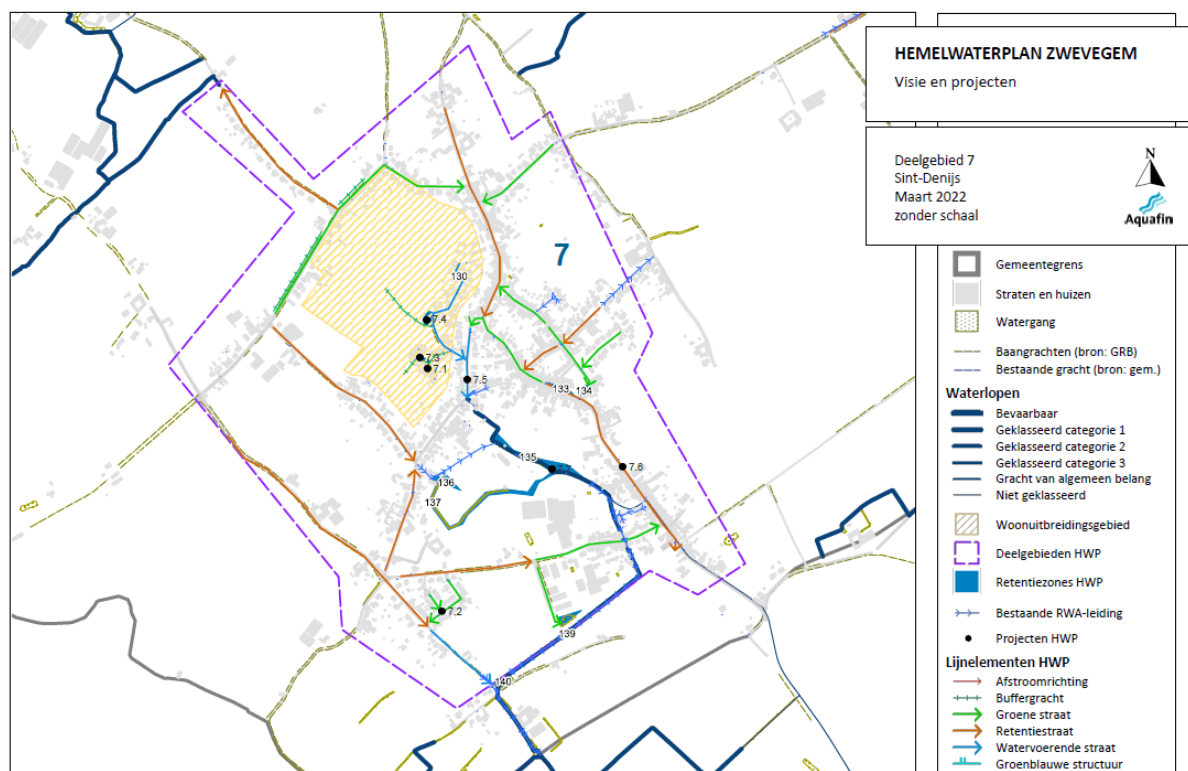 HEMELWATERPLAN ZWEVEGEM
Visie en projecten
Deelgebied 7
Sint-Denijs
Maart 2022
zonder schaal
N
Aquafin
Gemeentegrens
Straten en huizen
Watergang
Baangrachten (bron: GRB)
Bestaande gracht (bron: gem.)
Waterlopen
Bevaarbaar
Geklasseerd categorie 1
Geklasseerd categorie 2
Geklasseerd categorie 3
Gracht van algemeen belang
Niet geklasseerd
Woonuitbreidingsgebied
Deelgebieden HWP
Retentiezones HWP
Bestaande RWA-leiding
Projecten HWP
Lijnelementen HWP
Afstroomrichting
Buffergracht
Groene straat
Retentiestraat
Watervoerende straat
Groenblauwe structuur
7
130
7.4
7.3
7.1
7.5
133
134
135
7.6
136
137
7.2
139
140